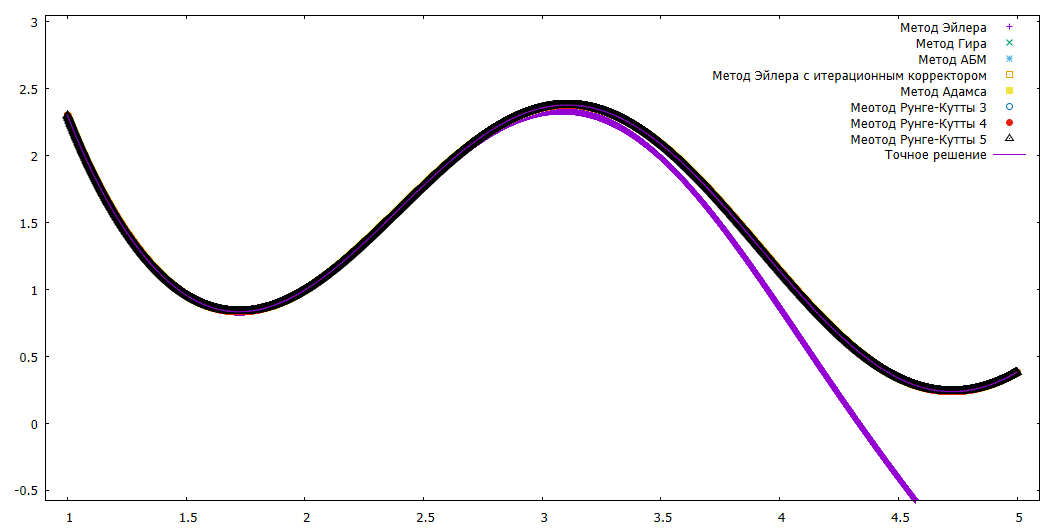 3
2.5
2
1.5
1
0.5
0
-0.5
1
1.5
2
2.5
3
3.5
4
4.5
5
Метод Эйлера
Метод Гира
Метод АБМ
Метод Эйлера с итерационным корректором
Метод Адамса
Меотод Рунге-Кутты 3
Меотод Рунге-Кутты 4
Меотод Рунге-Кутты 5
Точное решение